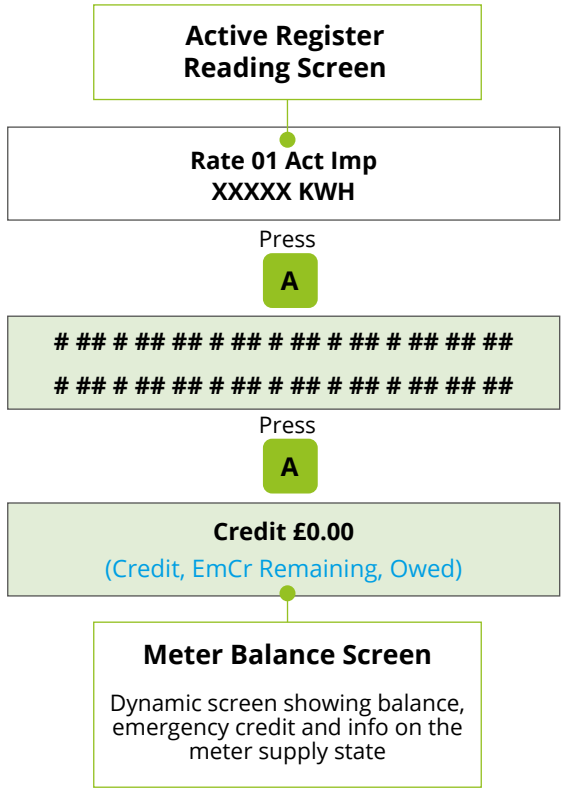 Active Register
Reading Screen
Rate 01 Act Imp
XXXXX KWH
Press
A
# ## # ## ## # ## # ## # ## # ## ## ##
# ## # ## ## # ## # ## # ## # ## ## ##
Press
A
Credit £0.00
(Credit, EmCr Remaining, Owed)
Meter Balance Screen
Dynamic screen showing balance,
emergency credit and info on the
meter supply state